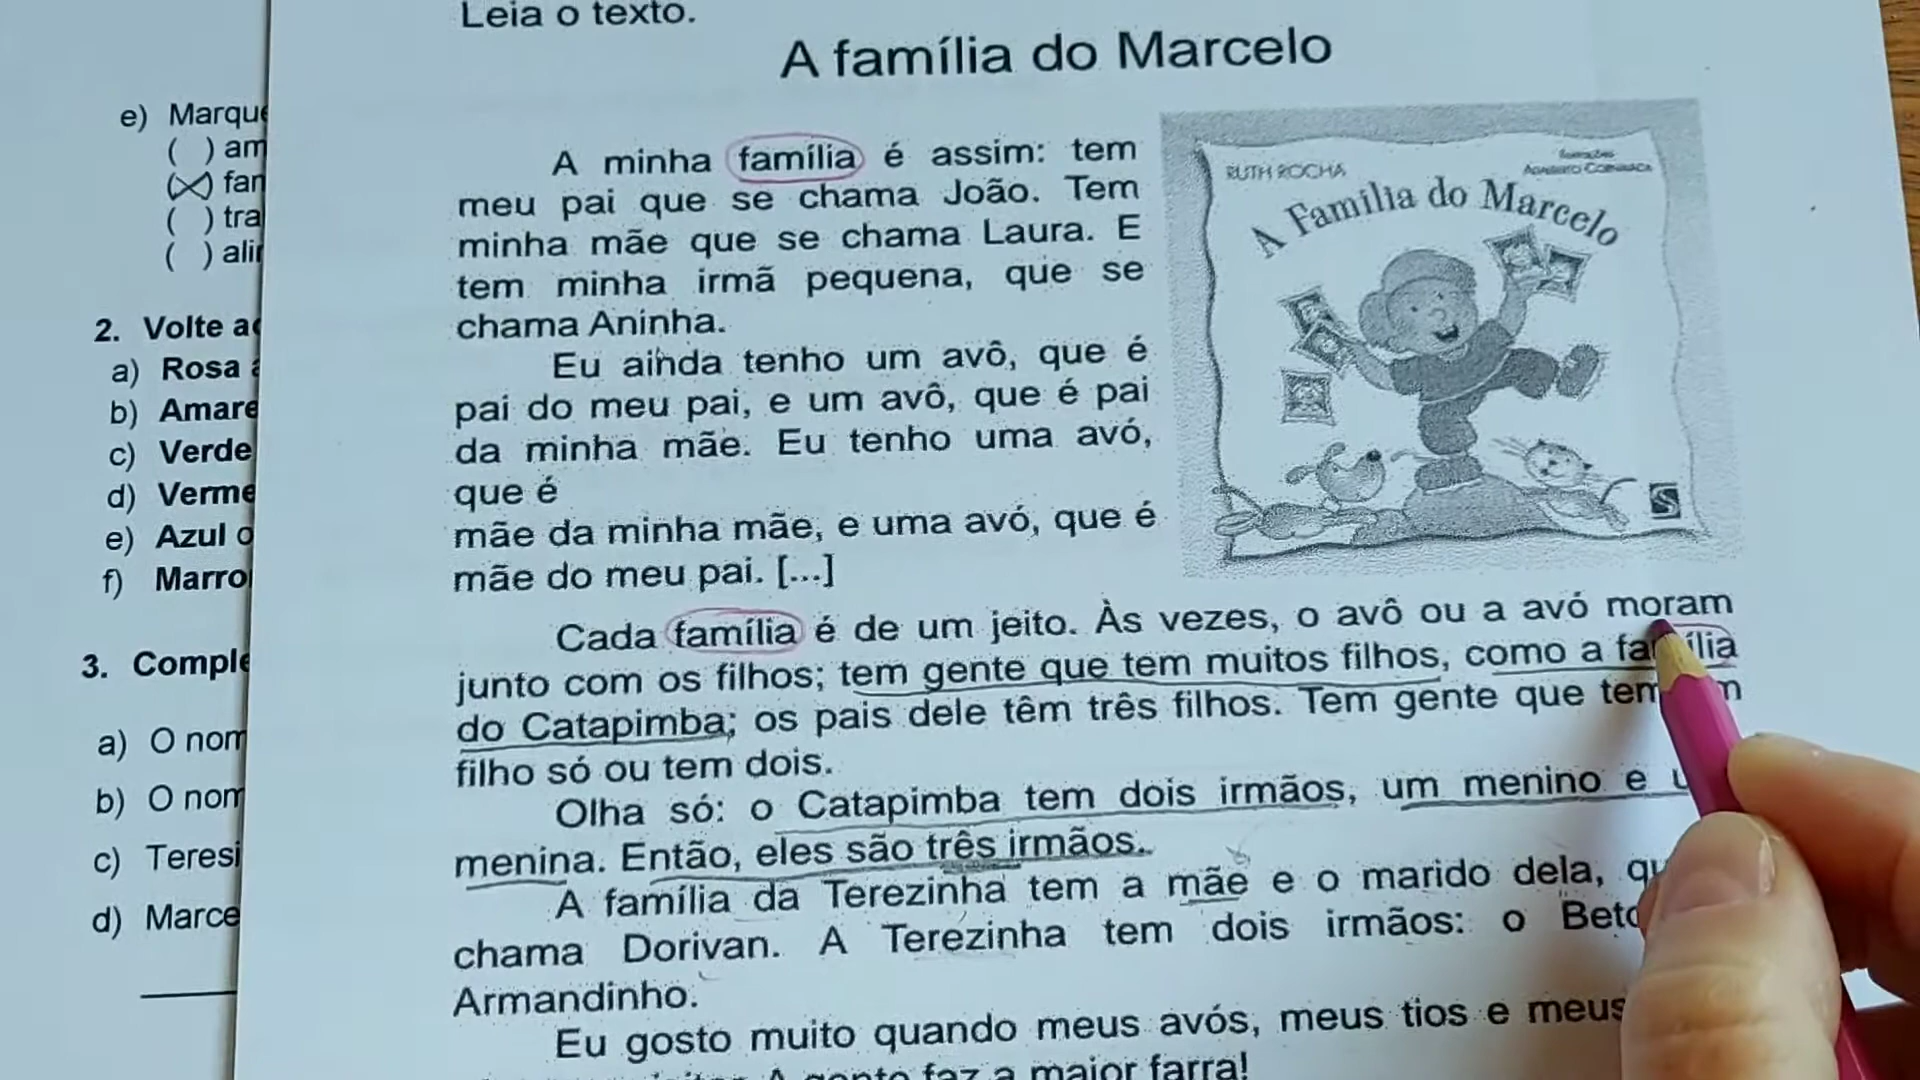 e) Marque
( ) am
(X) fam
( ) tra
( ) alin
2. Volte ao
a) Rosa
b) Amare
c) Verde
d) Verme
e) Azul o
f) Marro
3. Comple
a) O nom
b) O nom
c) Teresi
d) Marce
Leia o texto.
A família do Marcelo
A minha família é assim: tem
meu pai que se chama João. Tem
minha mãe que se chama Laura. E
tem minha irmã pequena, que se
chama Aninha.
Eu ainda tenho um avô, que é
pai do meu pai, e um avô, que é pai
da minha mãe. Eu tenho uma avó,
que é
mãe da minha mãe, e uma avó, que é
mãe do meu pai. [...]
RUTH ROCHA
A Família do Marcelo
Cada família é de um jeito. Às vezes, o avô ou a avó moram
junto com os filhos; tem gente que tem muitos filhos, como a família
do Catapimba; os pais dele têm três filhos. Tem gente que tem
filho só ou tem dois.
Olha só: o Catapimba tem dois irmãos, um menino e u
menina. Então, eles são três irmãos.
A família da Terezinha tem a mãe e o marido dela, qu
chama Dorivan. A Terezinha tem dois irmãos: o Beto
Armandinho.
Eu gosto muito quando meus avós, meus tios e meus
A gente faz a maior farra!